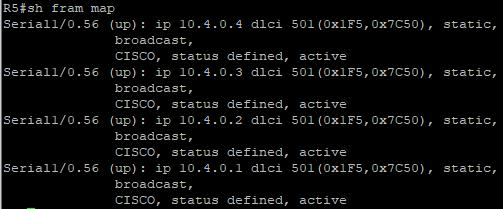 R5#sh fram map
Serial1/0.56 (up): ip 10.4.0.4 dlci 501(0x1F5,0x7C50), static,
broadcast,
CISCO, status defined, active
Serial1/0.56 (up): ip 10.4.0.3 dlci 501(0x1F5,0x7C50), static,
broadcast,
CISCO, status defined, active
Serial1/0.56 (up): ip 10.4.0.2 dlci 501(0x1F5,0x7C50), static,
broadcast,
CISCO, status defined, active
Serial1/0.56 (up): ip 10.4.0.1 dlci 501(0x1F5,0x7C50), static,
broadcast,
CISCO, status defined, active